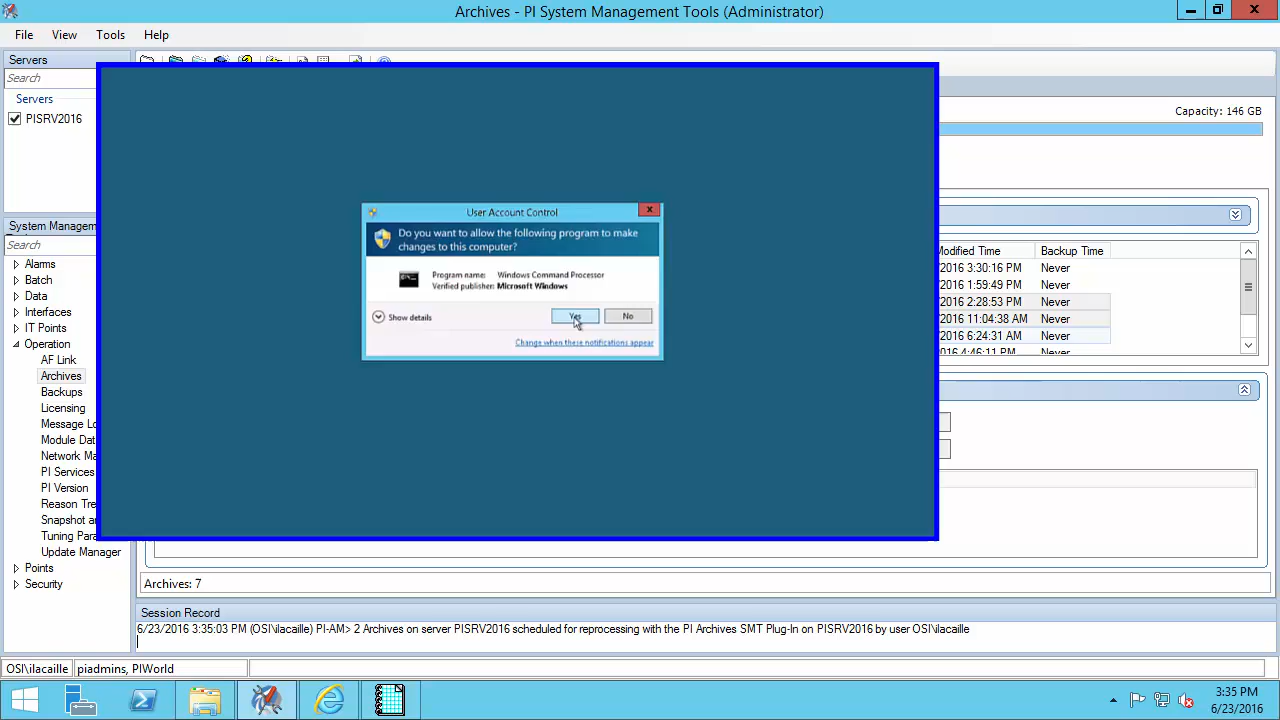 Archives - PI System Management Tools (Administrator)
File View Tools Help
Servers
Search
Servers
PISRV2016
System Managem
Search
Alarms
Batch
Data
Interfaces
IT Points
Operation
AF Link
Archives
Backups
Licensing
Message Lo
Module Dat
Network Ma
PI Services
PI Version
Reason Tre
Snapshot an
Tuning Para
Update Manager
Points
Security
User Account Control
Do you want to allow the following program to make
changes to this computer?
Program name: Windows Command Processor
Verified publisher: Microsoft Windows
Show details
Yes No
Change when these notifications appear
Capacity: 146 GB
Modified Time Backup Time
2016 3:30:16 PM Never
2016 1:55:49 PM Never
2016 2:28:53 PM Never
2016 11:04:38 AM Never
2016 6:24:31 AM Never
2016 4:46:11 PM Never
Archives: 7
Session Record
6/23/2016 3:35:03 PM (OSI\ilacaille) PI-AM> 2 Archives on server PISRV2016 scheduled for reprocessing with the PI Archives SMT Plug-In on PISRV2016 by user OSI\ilacaille
OSI\ilacaille piadmins, PIWorld
3:35 PM
6/23/2016